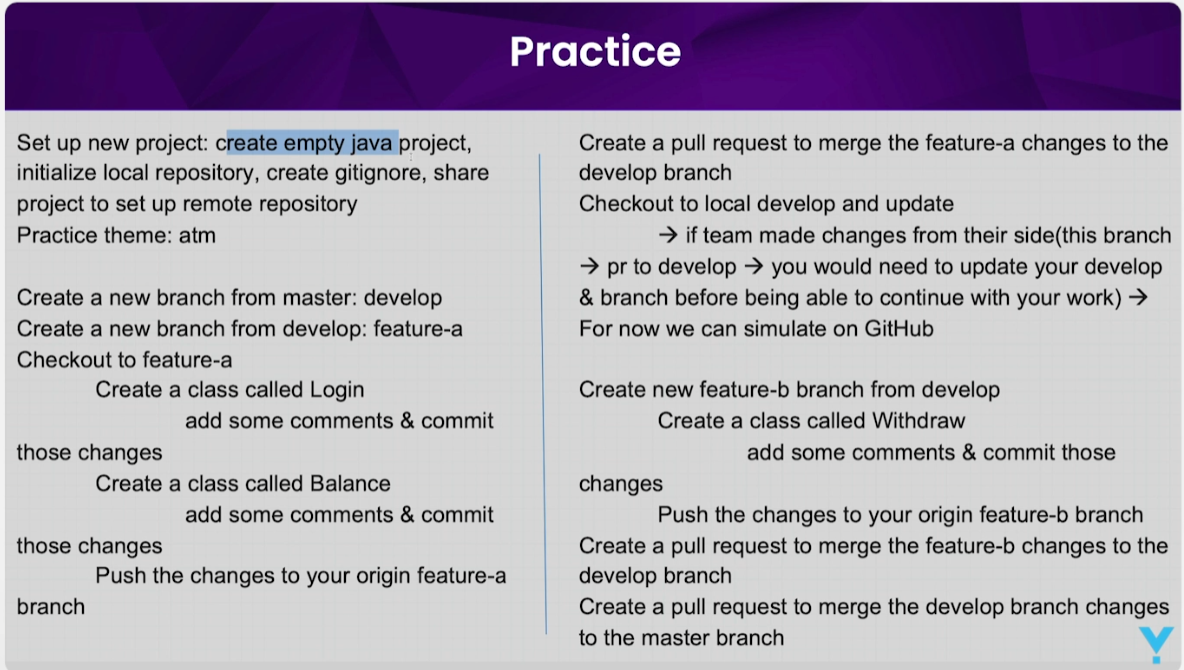 Practice
Set up new project: create empty java project,
initialize local repository, create gitignore, share
project to set up remote repository
Practice theme: atm
Create a new branch from master: develop
Create a new branch from develop: feature-a
Checkout to feature-a
Create a class called Login
add some comments & commit
those changes
Create a class called Balance
add some comments & commit
those changes
Push the changes to your origin feature-a
branch
Create a pull request to merge the feature-a changes to the
develop branch
Checkout to local develop and update
→ if team made changes from their side(this branch
→ pr to develop → you would need to update your develop
& branch before being able to continue with your work) →
For now we can simulate on GitHub
Create new feature-b branch from develop
Create a class called Withdraw
add some comments & commit those
changes
Push the changes to your origin feature-b branch
Create a pull request to merge the feature-b changes to the
develop branch
Create a pull request to merge the develop branch changes
to the master branch